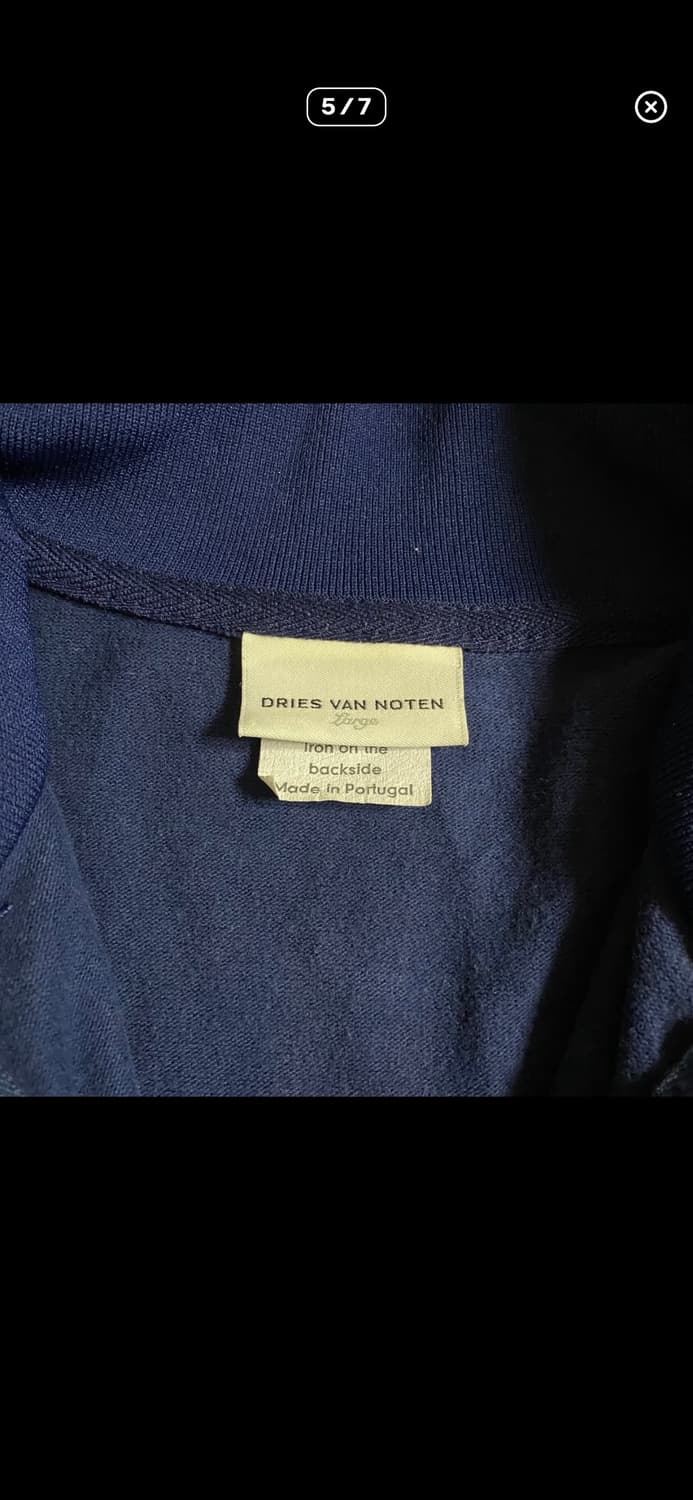 5/7
DRIES VAN NOTEN
Large
Iron on the
backside
Made in Portugal